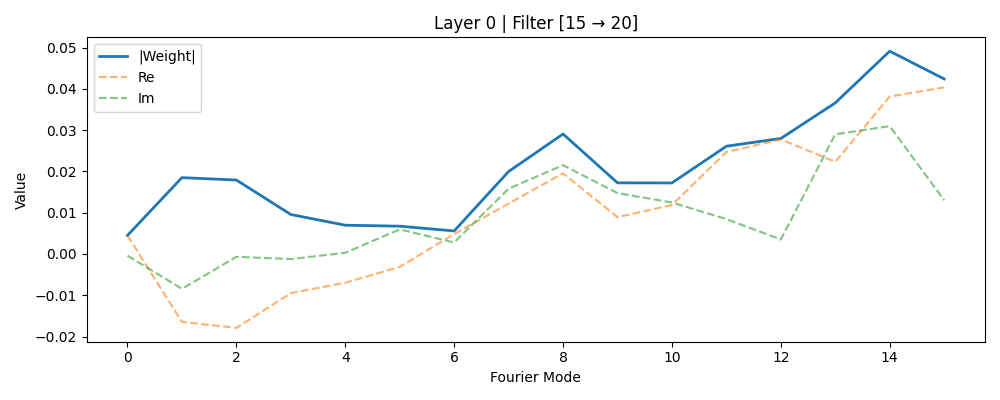 Layer 0 | Filter [15 → 20]
|Weight|
Re
Im
0.05
0.04
0.03
0.02
0.01
0.00
−0.01
−0.02
Value
0 2 4 6 8 10 12 14
Fourier Mode